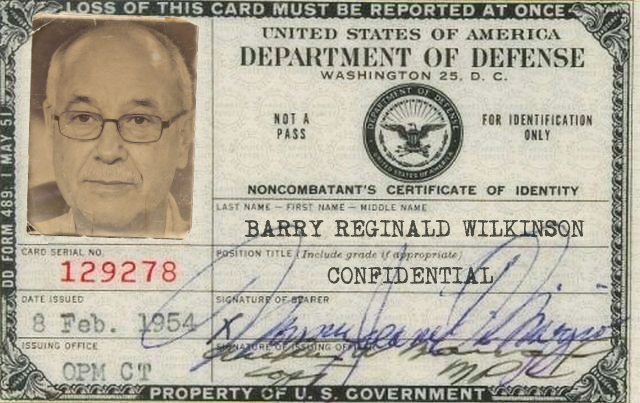 LOSS OF THIS CARD MUST BE REPORTED AT ONCE
UNITED STATES OF AMERICA
DEPARTMENT OF DEFENSE
WASHINGTON 25, D. C.
NOT A
PASS
DEPARTMENT OF DEFENSE
UNITED STATES OF AMERICA
FOR IDENTIFICATION
ONLY
NONCOMBATANT'S CERTIFICATE OF IDENTITY
LAST NAME – FIRST NAME – MIDDLE NAME
BARRY REGINALD WILKINSON
CARD SERIAL NO.
129278
POSITION TITLE (Include grade if appropriate)
CONFIDENTIAL
DATE ISSUED
8 Feb. 1954
SIGNATURE OF BEARER
X
ISSUING OFFICE
OPM CT
SIGNATURE OF ISSUING OFFICER
PROPERTY OF U. S. GOVERNMENT
DD FORM 489, 1 MAY 51